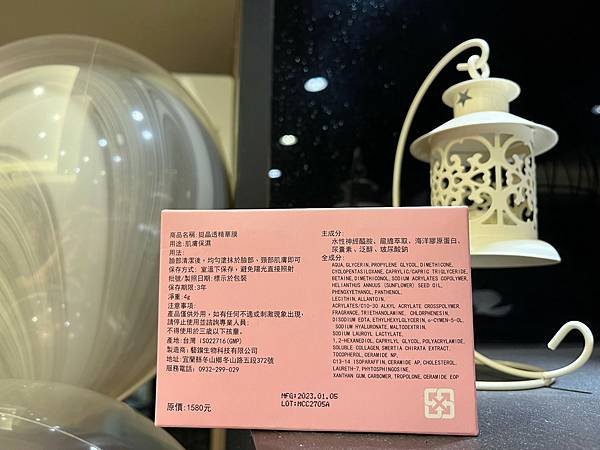 商品名稱: 提晶透精華膜
用途: 肌膚保濕
用法:
臉部清潔後，均勻塗抹於臉部、頸部肌膚即可
保存方式: 室溫下保存，避免陽光直接照射
批號/製照日期: 標示於包裝
保存期限:3年
淨重:4g
注意事項:
產品僅供外用，如有任何不適或刺激現象出現，
請停止使用並請詢專業人員；
不得使用於三歲以下孩童。
產地:台灣 ISO22716(GMP)
製造商: 藝鏇生物科技有限公司
地址:宜蘭縣冬山鄉冬山路五段372號
服務電話: 0932-299-029
原價:1580元
主成分:
水性神經醯胺、龍膽萃取、海洋膠原蛋白、
尿囊素、泛醇、玻尿酸鈉
全成分:
AQUA, GLYCERIN, PROPYLENE GLYCOL, DIMETHICONE,
CYCLOPENTASILOXANE, CAPRYLIC/CAPRIC TRIGLYCERIDE,
BETAINE, DIMETHICONOL, SODIUM ACRYLATES COPOLYMER,
HELIANTHUS ANNUUS (SUNFLOWER) SEED OIL,
PHENOXYETHANOL, PANTHENOL,
LECITHIN, ALLANTOIN,
ACRYLATES/C10-30 ALKYL ACRYLATE CROSSPOLYMER,
FRAGRANCE, TRIETHANOLAMINE, CHLORPHENESIN,
DISODIUM EDTA, ETHYLHEXYLGLYCERIN, o-CYMEN-5-OL,
SODIUM HYALURONATE, MALTODEXTRIN,
SODIUM LAUROYL LACTYLATE,
1,2-HEXANEDIOL, CAPRYLYL GLYCOL, POLYACRYLAMIDE,
SOLUBLE COLLAGEN, SWERTIA CHIRATA EXTRACT,
TOCOPHEROL, CERAMIDE NP,
C13-14 ISOPARAFFIN, CERAMIDE AP, CHOLESTEROL,
LAURETH-7, PHYTOSPHINGOSINE,
XANTHAN GUM, CARBOMER, TROPOLONE, CERAMIDE EOP
MFG:2023.01.05
LOT:MCC2705A